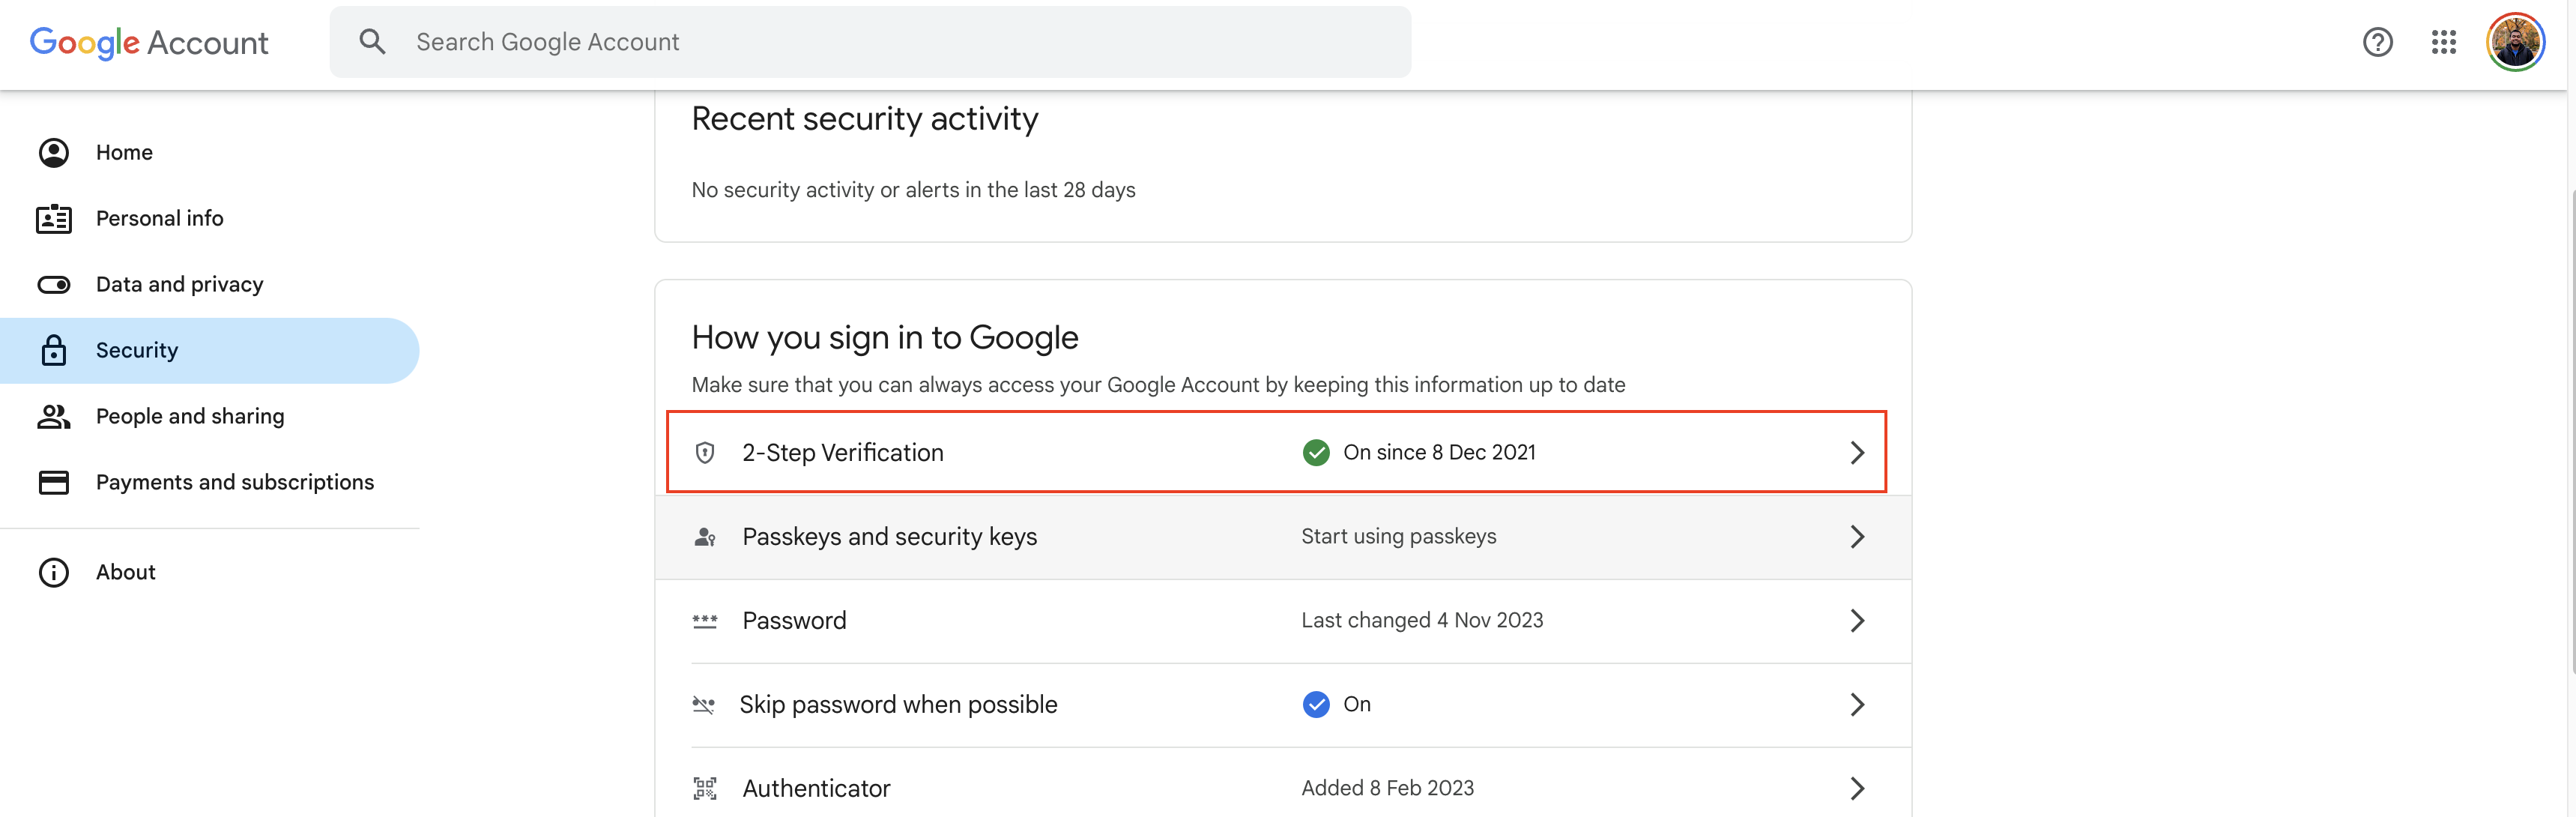 Google Account
Search Google Account
Home
Personal info
Data and privacy
Security
People and sharing
Payments and subscriptions
About
Recent security activity
No security activity or alerts in the last 28 days
How you sign in to Google
Make sure that you can always access your Google Account by keeping this information up to date
2-Step Verification On since 8 Dec 2021
Passkeys and security keys Start using passkeys
Password Last changed 4 Nov 2023
Skip password when possible On
Authenticator Added 8 Feb 2023